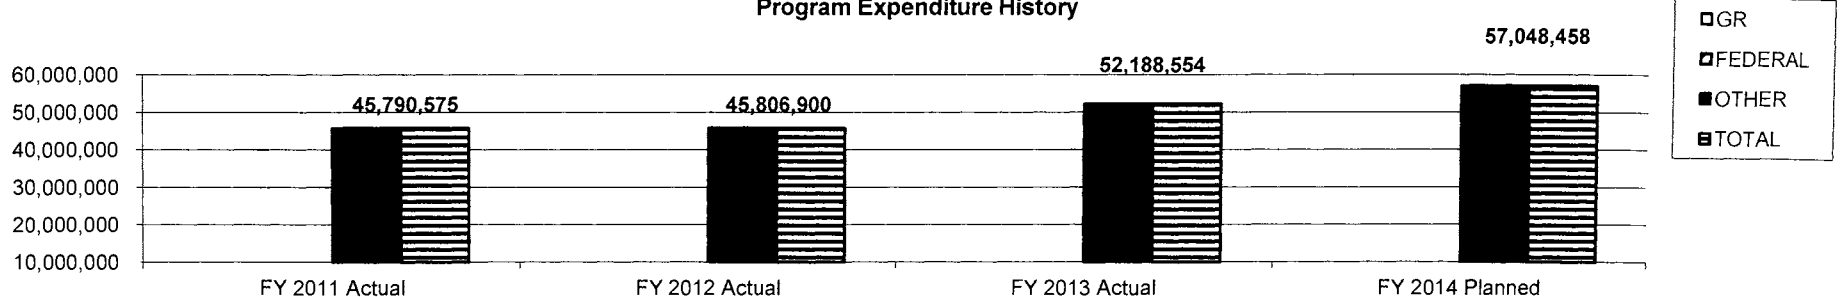 Program Expenditure History
GR
FEDERAL
OTHER
TOTAL
57,048,458
52,188,554
45,790,575
45,806,900
60,000,000
50,000,000
40,000,000
30,000,000
20,000,000
10,000,000
FY 2011 Actual
FY 2012 Actual
FY 2013 Actual
FY 2014 Planned